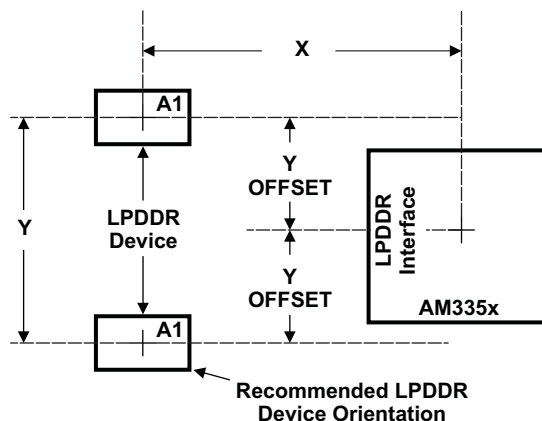 X
A1
Y
OFFSET
LPDDR
Device
Y
LPDDR
Interface
Y
OFFSET
AM335x
A1
Recommended LPDDR
Device Orientation